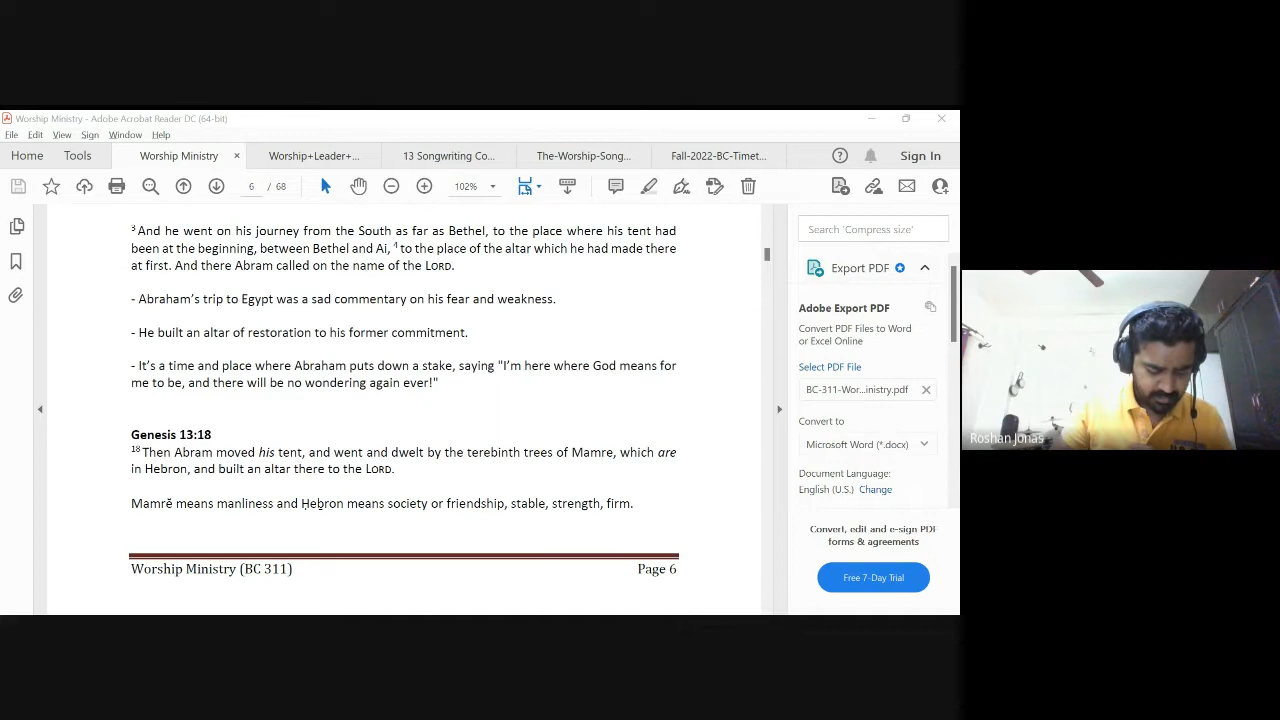 Worship Ministry - Adobe Acrobat Reader DC (64-bit)
File Edit View Sign Window Help
Home Tools Worship Ministry Worship+Leader+... 13 Songwriting Co... The-Worship-Song... Fall-2022-BC-Timet... Sign In
6 / 68 102%
3 And he went on his journey from the South as far as Bethel, to the place where his tent had
been at the beginning, between Bethel and Ai, 4 to the place of the altar which he had made there
at first. And there Abram called on the name of the LORD.
- Abraham's trip to Egypt was a sad commentary on his fear and weakness.
- He built an altar of restoration to his former commitment.
- It's a time and place where Abraham puts down a stake, saying "I'm here where God means for
me to be, and there will be no wondering again ever!"
Genesis 13:18
18 Then Abram moved his tent, and went and dwelt by the terebinth trees of Mamre, which are
in Hebron, and built an altar there to the LORD.
Mamrĕ means manliness and Ḥeḇron means society or friendship, stable, strength, firm.
Worship Ministry (BC 311) Page 6
Search 'Compress size'
Export PDF
Adobe Export PDF
Convert PDF Files to Word
or Excel Online
Select PDF File
BC-311-Wor...inistry.pdf
Convert to
Microsoft Word (*.docx)
Document Language:
English (U.S.) Change
Convert, edit and e-sign PDF
forms & agreements
Free 7-Day Trial
Roshan Jonas